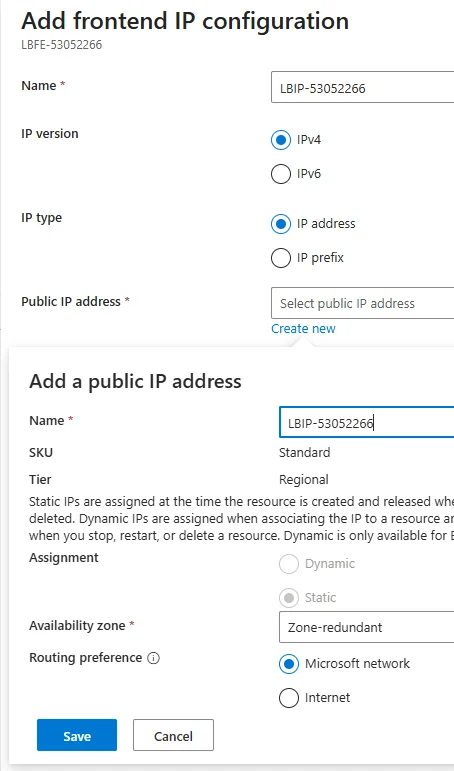 Add frontend IP configuration
LBFE-53052266
Name *
LBIP-53052266
IP version
IPv4
IPv6
IP type
IP address
IP prefix
Public IP address *
Select public IP address
Create new
Add a public IP address
Name *
LBIP-53052266
SKU
Standard
Tier
Regional
Static IPs are assigned at the time the resource is created and released
deleted. Dynamic IPs are assigned when associating the IP to a resource
when you stop, restart, or delete a resource. Dynamic is only available for
Assignment
Dynamic
Static
Availability zone *
Zone-redundant
Routing preference
Microsoft network
Internet
Save
Cancel